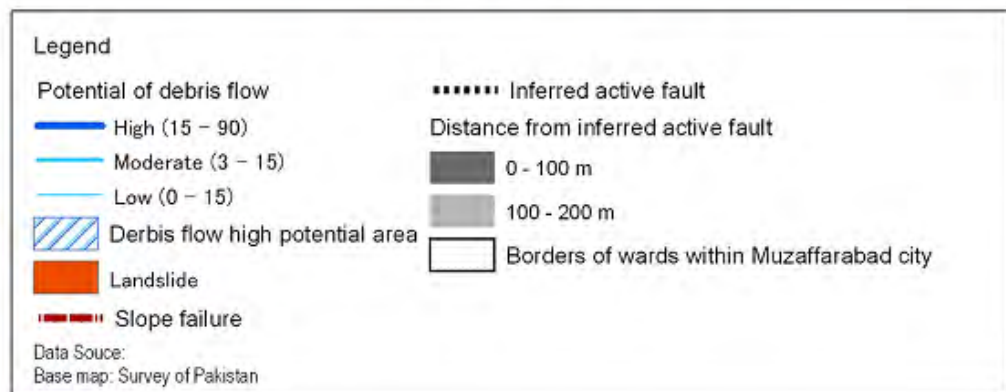 Legend
Potential of debris flow
High (15 - 90)
Moderate (3 - 15)
Low (0 - 15)
Derbis flow high potential area
Landslide
Slope failure
Data Souce:
Base map: Survey of Pakistan
Inferred active fault
Distance from inferred active fault
0 - 100 m
100 - 200 m
Borders of wards within Muzaffarabad city